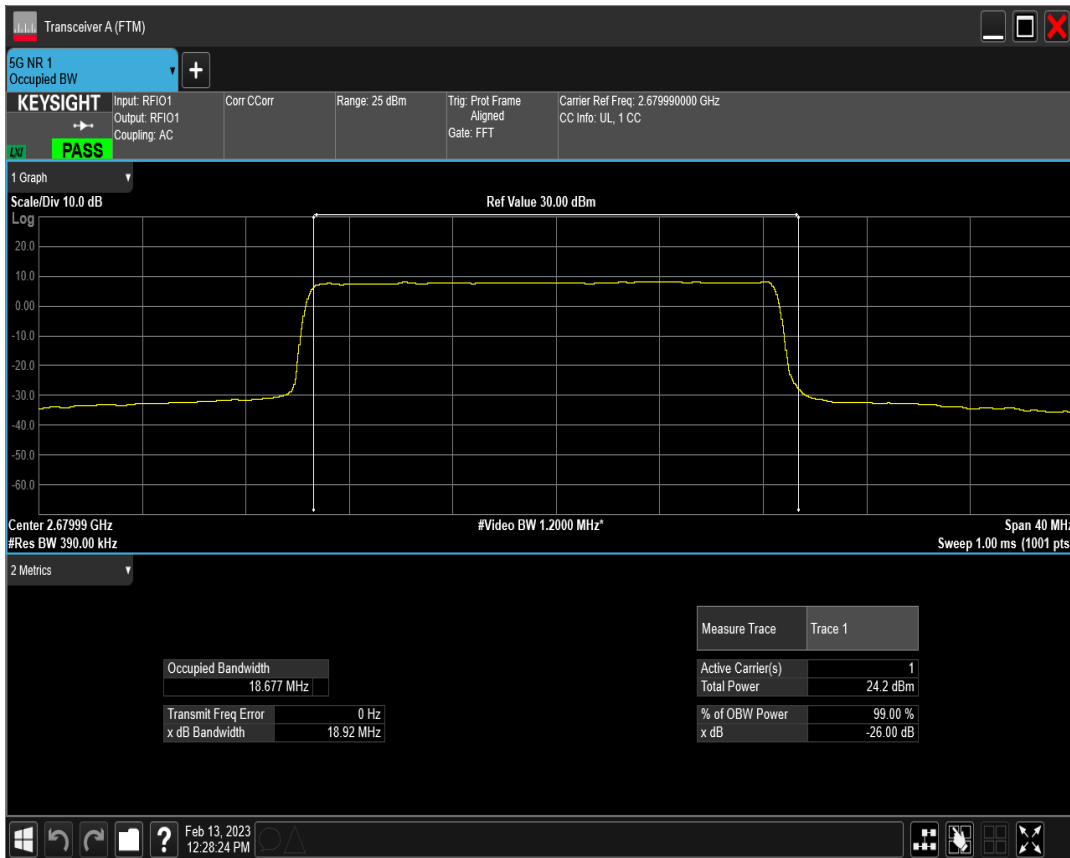 Transceiver A (FTM)
5G NR 1
Occupied BW
+
KEYSIGHT
LXI
PASS
Input: RFIO1
Output: RFIO1
Coupling: AC
Corr CCorr
Range: 25 dBm
Trig: Prot Frame
Aligned
Gate: FFT
Carrier Ref Freq: 2.679990000 GHz
CC Info: UL, 1 CC
1 Graph
Scale/Div 10.0 dB
Ref Value 30.00 dBm
Log
20.0
10.0
0.00
-10.0
-20.0
-30.0
-40.0
-50.0
-60.0
Center 2.67999 GHz
#Video BW 1.2000 MHz*
Span 40 MHz
#Res BW 390.00 kHz
Sweep 1.00 ms (1001 pts
2 Metrics
Measure Trace Trace 1
Occupied Bandwidth
18.677 MHz
Active Carrier(s) 1
Total Power 24.2 dBm
Transmit Freq Error 0 Hz
x dB Bandwidth 18.92 MHz
% of OBW Power 99.00 %
x dB -26.00 dB
?
Feb 13, 2023
12:28:24 PM